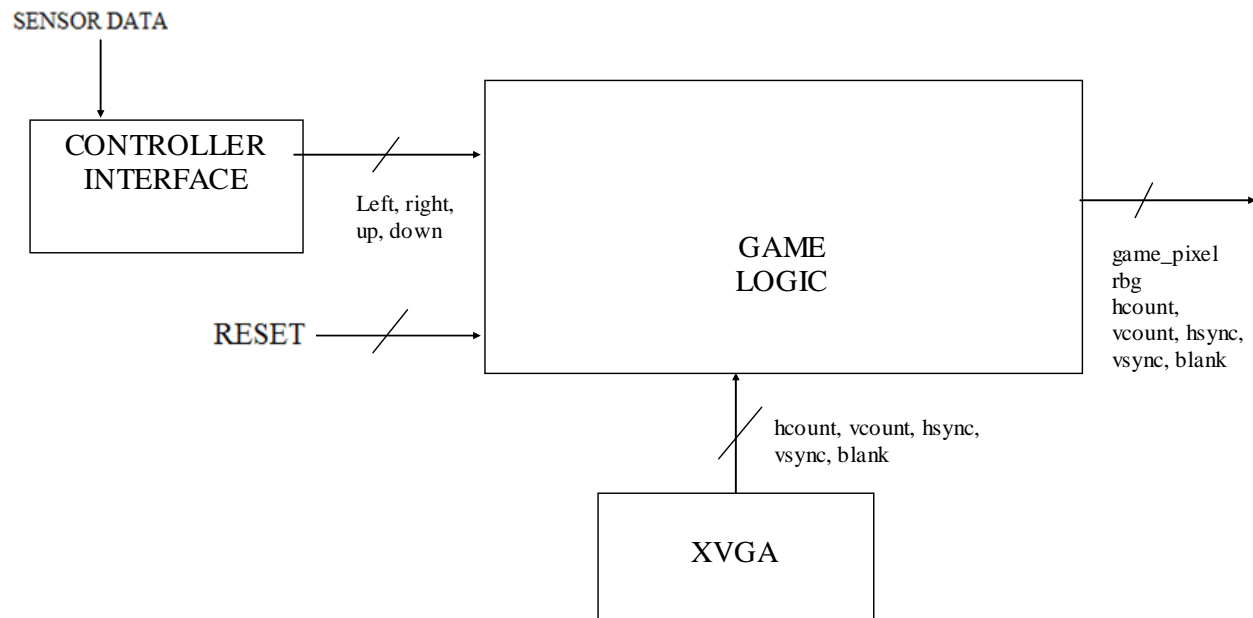 SENSOR DATA
CONTROLLER
INTERFACE
Left, right,
up, down
GAME
LOGIC
game_pixel
rbg
hcount,
vcount, hsync,
vsync, blank
RESET
hcount, vcount, hsync,
vsync, blank
XVGA